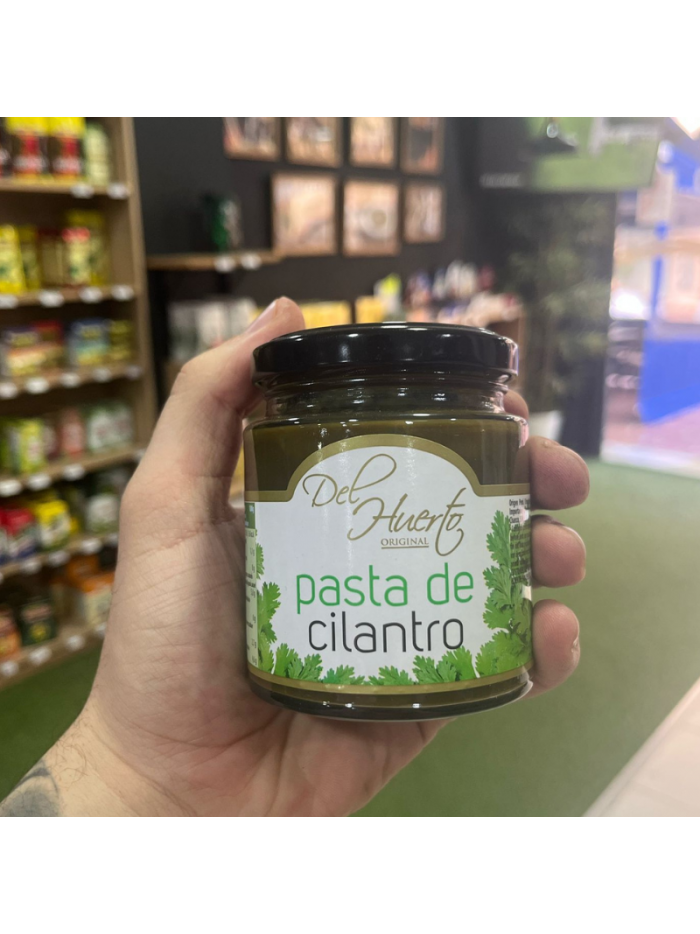 Del
Huerto
ORIGINAL
pasta de
cilantro